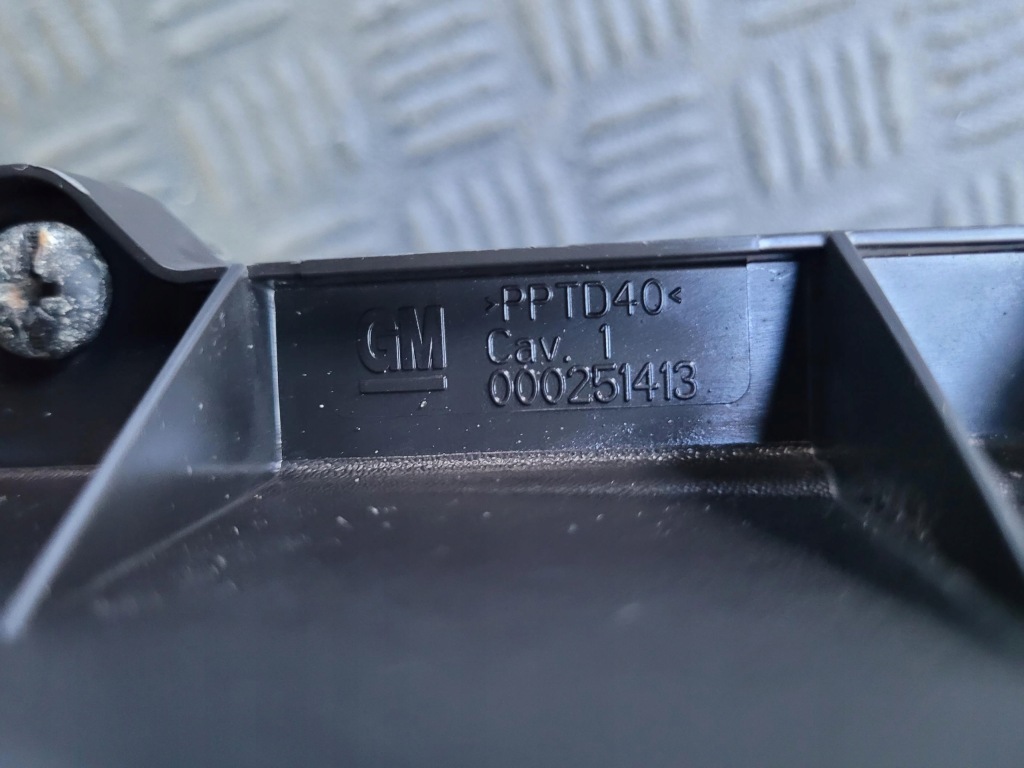 GM
>PPTD40<
Cav. 1
000251413